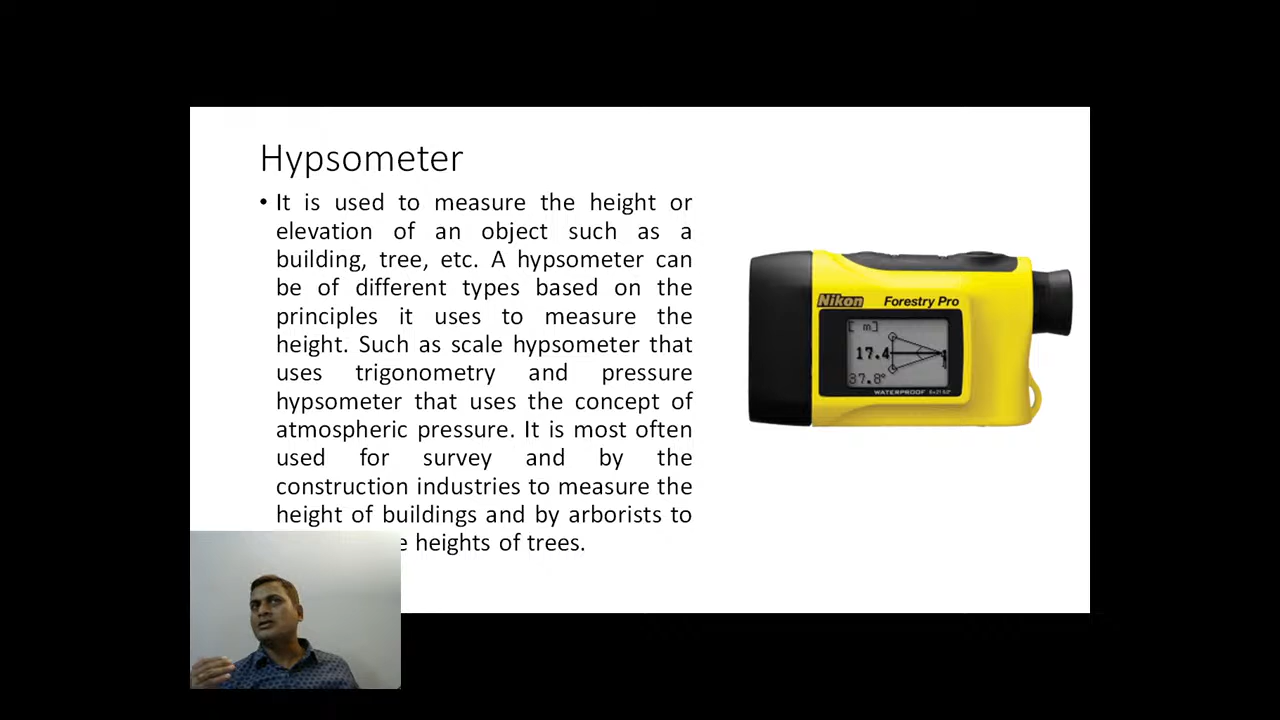 Hypsometer
• It is used to measure the height or
elevation of an object such as a
building, tree, etc. A hypsometer can
be of different types based on the
principles it uses to measure the
height. Such as scale hypsometer that
uses trigonometry and pressure
hypsometer that uses the concept of
atmospheric pressure. It is most often
used for survey and by the
construction industries to measure the
height of buildings and by arborists to
e heights of trees.
Nikon Forestry Pro
[ m]
17.4
37.8°
WATERPROOF